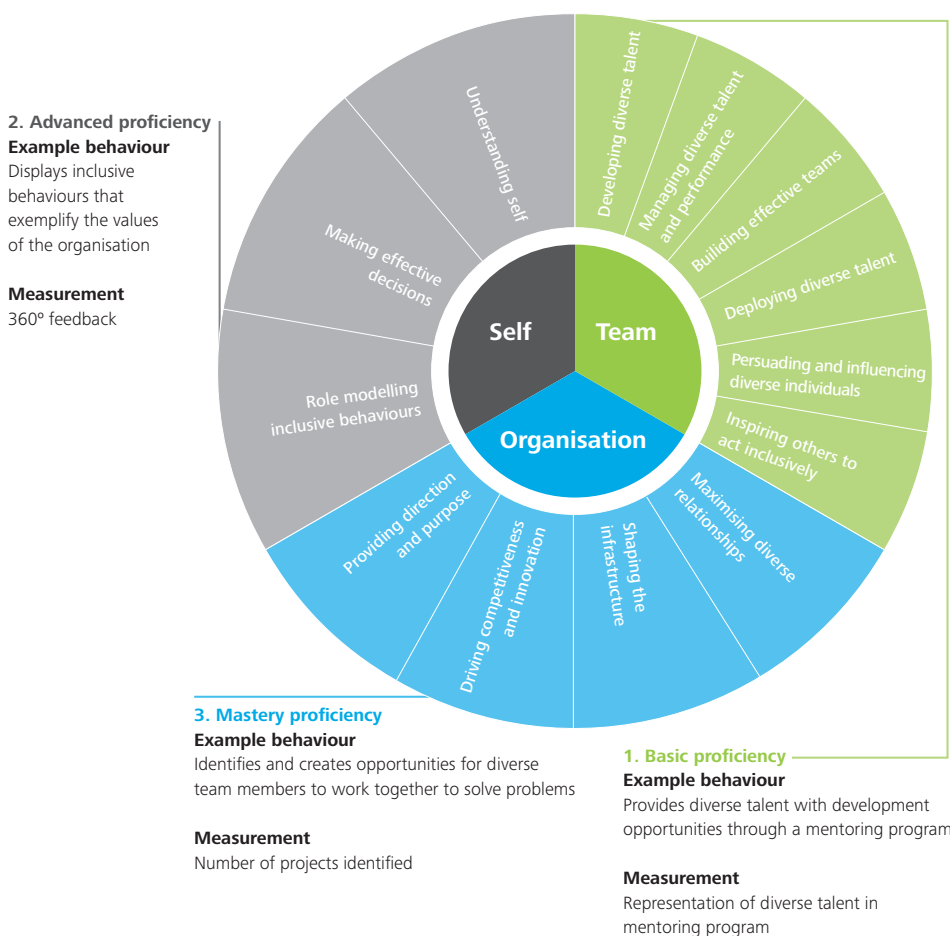 2. Advanced proficiency
Example behaviour
Displays inclusive
behaviours that
exemplify the values
of the organisation
Measurement
360º feedback
Understanding self
Making effective
decisions
Role modelling
inclusive behaviours
Developing diverse talent
Managing diverse talent
and performance
Builiding effective teams
Deploying diverse talent
Persuading and influencing
diverse individuals
Inspiring others to
act inclusively
Self
Team
Organisation
Maximising diverse
relationships
Shaping the
infrastructure
Driving competitiveness
and innovation
Providing direction
and purpose
3. Mastery proficiency
Example behaviour
Identifies and creates opportunities for diverse
team members to work together to solve problems
Measurement
Number of projects identified
1. Basic proficiency
Example behaviour
Provides diverse talent with development
opportunities through a mentoring program
Measurement
Representation of diverse talent in
mentoring program